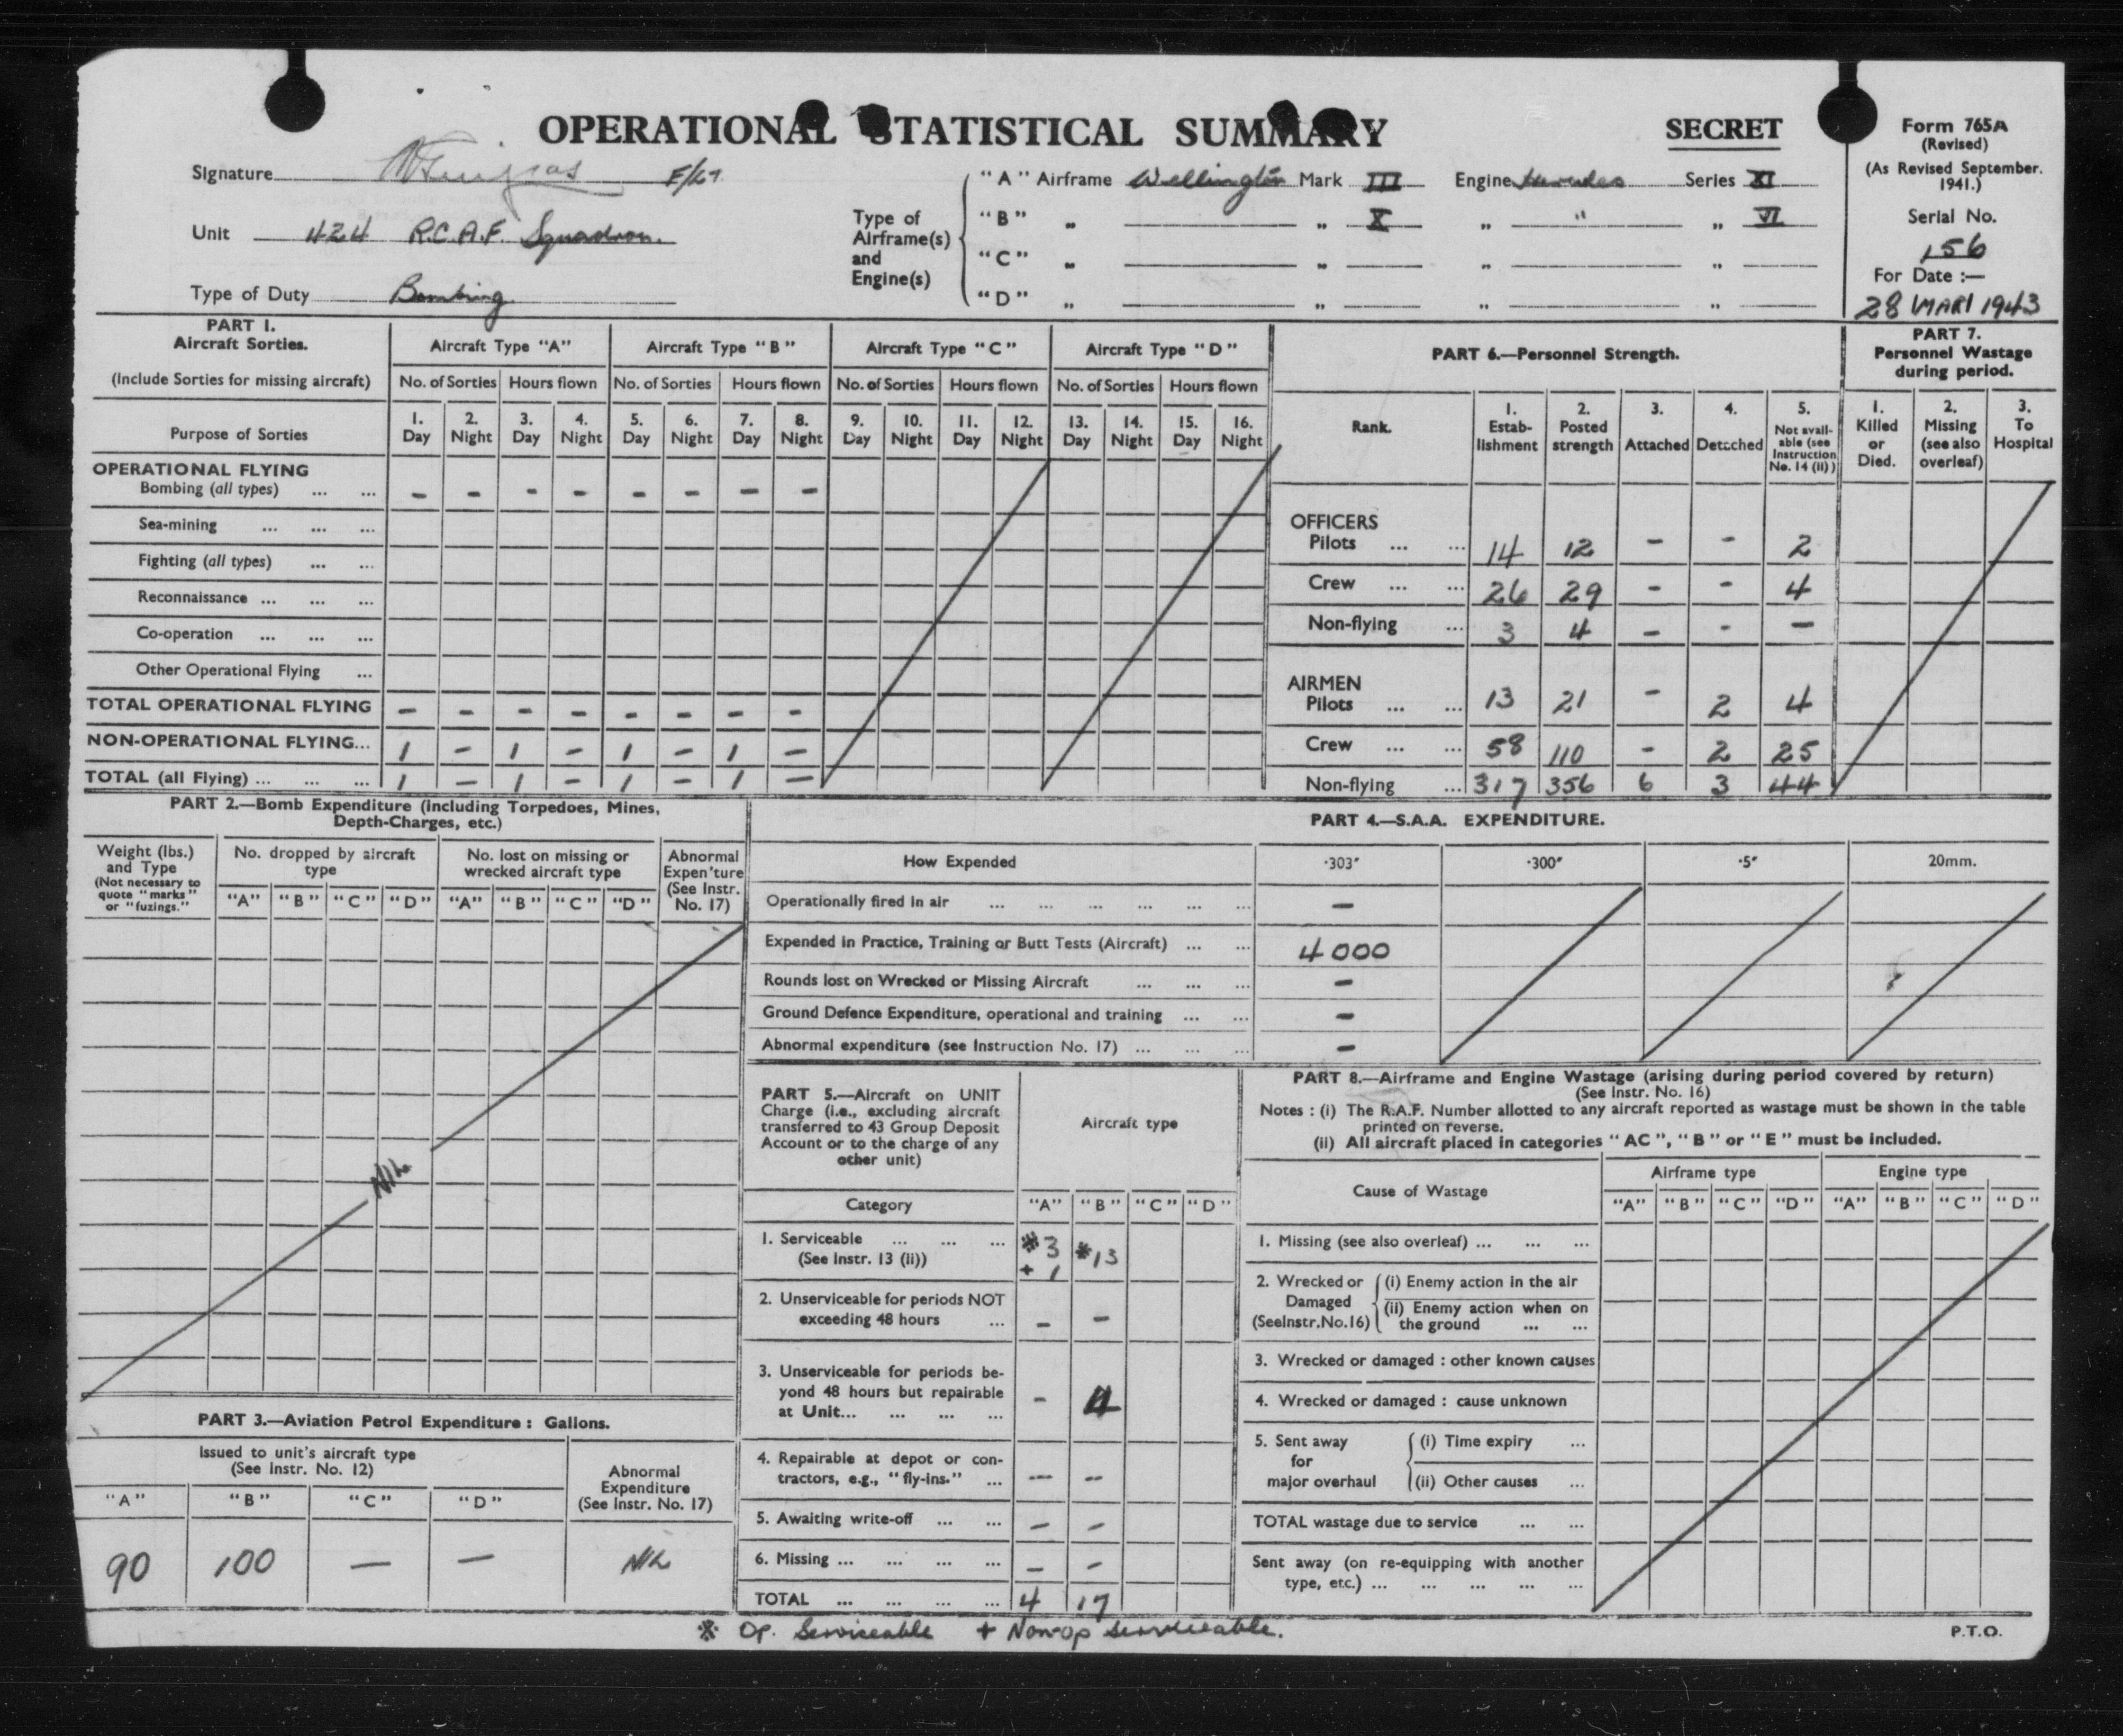 OPERATIONAL STATISTICAL SUMMARY
SECRET
Form 765A
(Revised)
(As Revised September, 1941.)
Serial No.
156
For Date :—
28 MAR 1943
Signature F/LT
Unit 424 R.C.A.F. Squadron.
Type of Duty Bombing
Type of Airframe(s) and Engine(s)
"A" Airframe Wellington Mark III Engine Hercules Series XI
"B" „ „ X „ " „ VI
"C" „ „ „ „
"D" „ „ „ „
PART 1.
Aircraft Sorties.
(Include Sorties for missing aircraft)
Aircraft Type "A" Aircraft Type "B" Aircraft Type "C" Aircraft Type "D"
No. of Sorties Hours flown No. of Sorties Hours flown No. of Sorties Hours flown No. of Sorties Hours flown
Purpose of Sorties
1. Day 2. Night 3. Day 4. Night 5. Day 6. Night 7. Day 8. Night 9. Day 10. Night 11. Day 12. Night 13. Day 14. Night 15. Day 16. Night
OPERATIONAL FLYING
Bombing (all types) ... ... - - - - - - - -
Sea-mining ... ... ...
Fighting (all types) ... ...
Reconnaissance ... ... ...
Co-operation ... ... ...
Other Operational Flying ...
TOTAL OPERATIONAL FLYING - - - - - - - -
NON-OPERATIONAL FLYING... 1 - 1 - 1 - 1 -
TOTAL (all Flying) ... ... ... 1 - 1 - 1 - 1 -
PART 6.—Personnel Strength.
Rank. 1. Estab-lishment 2. Posted strength 3. Attached 4. Detached 5. Not avail-able (see Instruction No. 14 (ii))
OFFICERS
Pilots ... ... 14 12 - - 2
Crew ... ... 26 29 - - 4
Non-flying ... 3 4 - - -
AIRMEN
Pilots ... ... 13 21 - 2 4
Crew ... ... 58 110 - 2 25
Non-flying ... 317 356 6 3 44
PART 7.
Personnel Wastage during period.
1. Killed or Died. 2. Missing (see also overleaf) 3. To Hospital
PART 2.—Bomb Expenditure (including Torpedoes, Mines,
Depth-Charges, etc.)
Weight (lbs.) and Type (Not necessary to quote "marks" or "fuzings.")
No. dropped by aircraft type
No. lost on missing or wrecked aircraft type
Abnormal Expen'ture (See Instr. No. 17)
"A" "B" "C" "D" "A" "B" "C" "D"
NIL
PART 3.—Aviation Petrol Expenditure : Gallons.
Issued to unit's aircraft type
(See Instr. No. 12)
Abnormal Expenditure (See Instr. No. 17)
"A" "B" "C" "D"
90 100 — — NIL
PART 4.—S.A.A. EXPENDITURE.
How Expended ·303" ·300" ·5" 20mm.
Operationally fired in air ... ... ... ... ... ... -
Expended in Practice, Training or Butt Tests (Aircraft) ... ... 4000
Rounds lost on Wrecked or Missing Aircraft ... ... ... -
Ground Defence Expenditure, operational and training ... ... -
Abnormal expenditure (see Instruction No. 17) ... ... ... -
PART 5.—Aircraft on UNIT
Charge (i.e., excluding aircraft
transferred to 43 Group Deposit
Account or to the charge of any
other unit)
Aircraft type
Category "A" "B" "C" "D"
1. Serviceable ... ... ... * 3 * 13
(See Instr. 13 (ii)) + 1
2. Unserviceable for periods NOT
exceeding 48 hours ... - -
3. Unserviceable for periods be-
yond 48 hours but repairable
at Unit... ... ... ... - 4
4. Repairable at depot or con-
tractors, e.g., "fly-ins." ... - -
5. Awaiting write-off ... ... - -
6. Missing ... ... ... ... - -
TOTAL ... ... ... ... 4 17
PART 8.—Airframe and Engine Wastage (arising during period covered by return)
(See Instr. No. 16)
Notes : (i) The R.A.F. Number allotted to any aircraft reported as wastage must be shown in the table
printed on reverse.
(ii) All aircraft placed in categories "AC", "B" or "E" must be included.
Cause of Wastage Airframe type Engine type
"A" "B" "C" "D" "A" "B" "C" "D"
1. Missing (see also overleaf) ... ... ...
2. Wrecked or Damaged (See Instr. No. 16)
(i) Enemy action in the air
(ii) Enemy action when on the ground ... ...
3. Wrecked or damaged : other known causes
4. Wrecked or damaged : cause unknown
5. Sent away for major overhaul
(i) Time expiry ...
(ii) Other causes ...
TOTAL wastage due to service ... ...
Sent away (on re-equipping with another
type, etc.) ... ... ... ... ...
* Op. Serviceable + Non-op serviceable.
P.T.O.